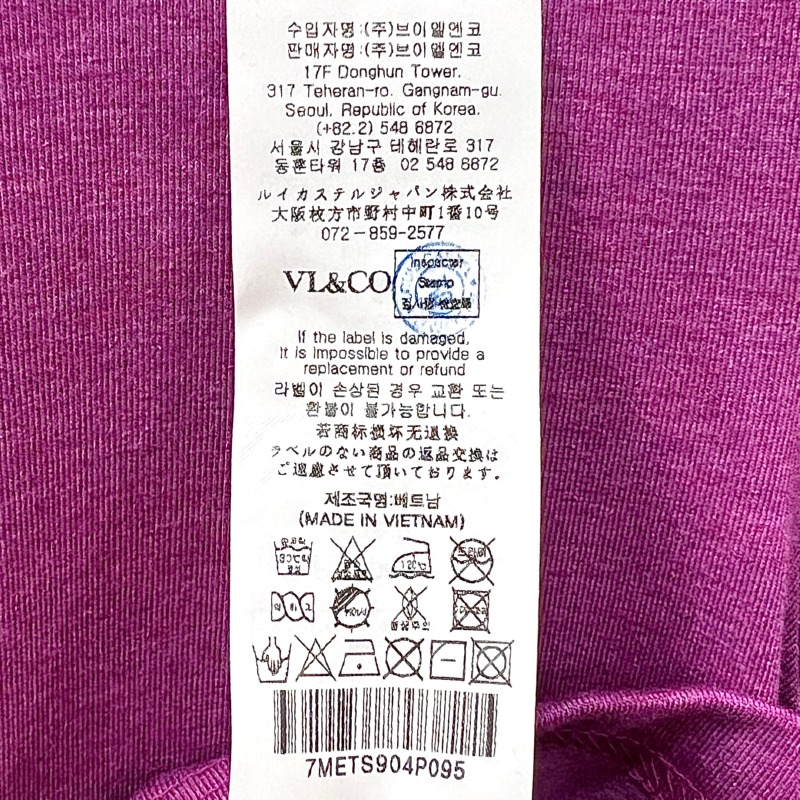 수입자명:(주)브이엘엔코
판매자명:(주)브이엘엔코
17F Donghun Tower,
317 Teheran-ro, Gangnam-gu,
Seoul, Republic of Korea.
(+82.2) 548 6872
서울시 강남구 테헤란로 317
동훈타워 17층 02 548 6872
ルイカステルジャパン株式会社
大阪枚方市野村中町1番10号
072-859-2577
VL&CO
Inspector
Stamp
If the label is damaged,
It is impossible to provide a
replacement or refund
라벨이 손상된 경우 교환 또는
환불이 불가능합니다.
若商标损坏无退换
ラベルのない商品の返品交換は
ご遠慮させて頂いております。
제조국명:베트남
(MADE IN VIETNAM)
120℃
드라이
7METS904P095